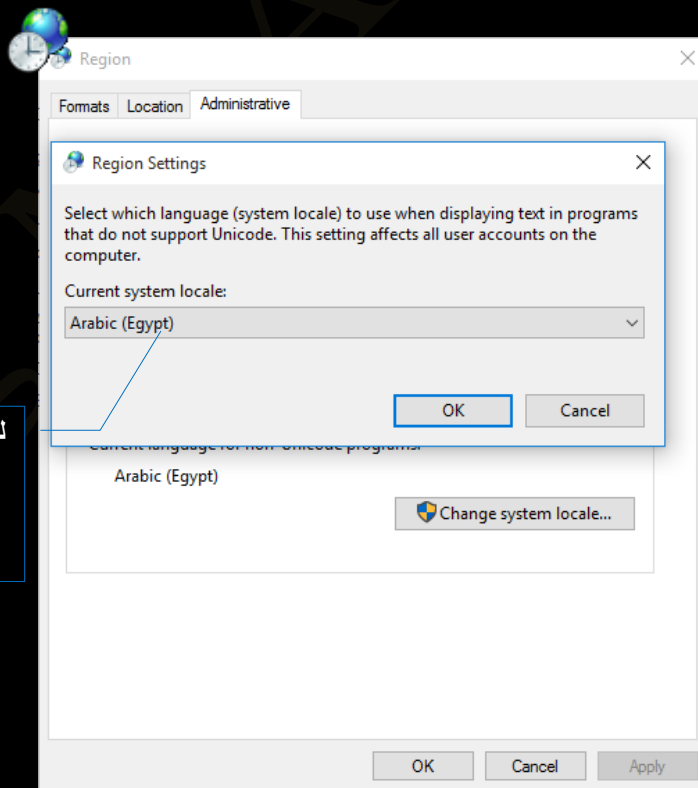 Region
Formats
Location
Administrative
Region Settings
Select which language (system locale) to use when displaying text in programs
that do not support Unicode. This setting affects all user accounts on the
computer.
Current system locale:
Arabic (Egypt)
OK
Cancel
Current language for non-Unicode programs:
Arabic (Egypt)
Change system locale...
OK
Cancel
Apply